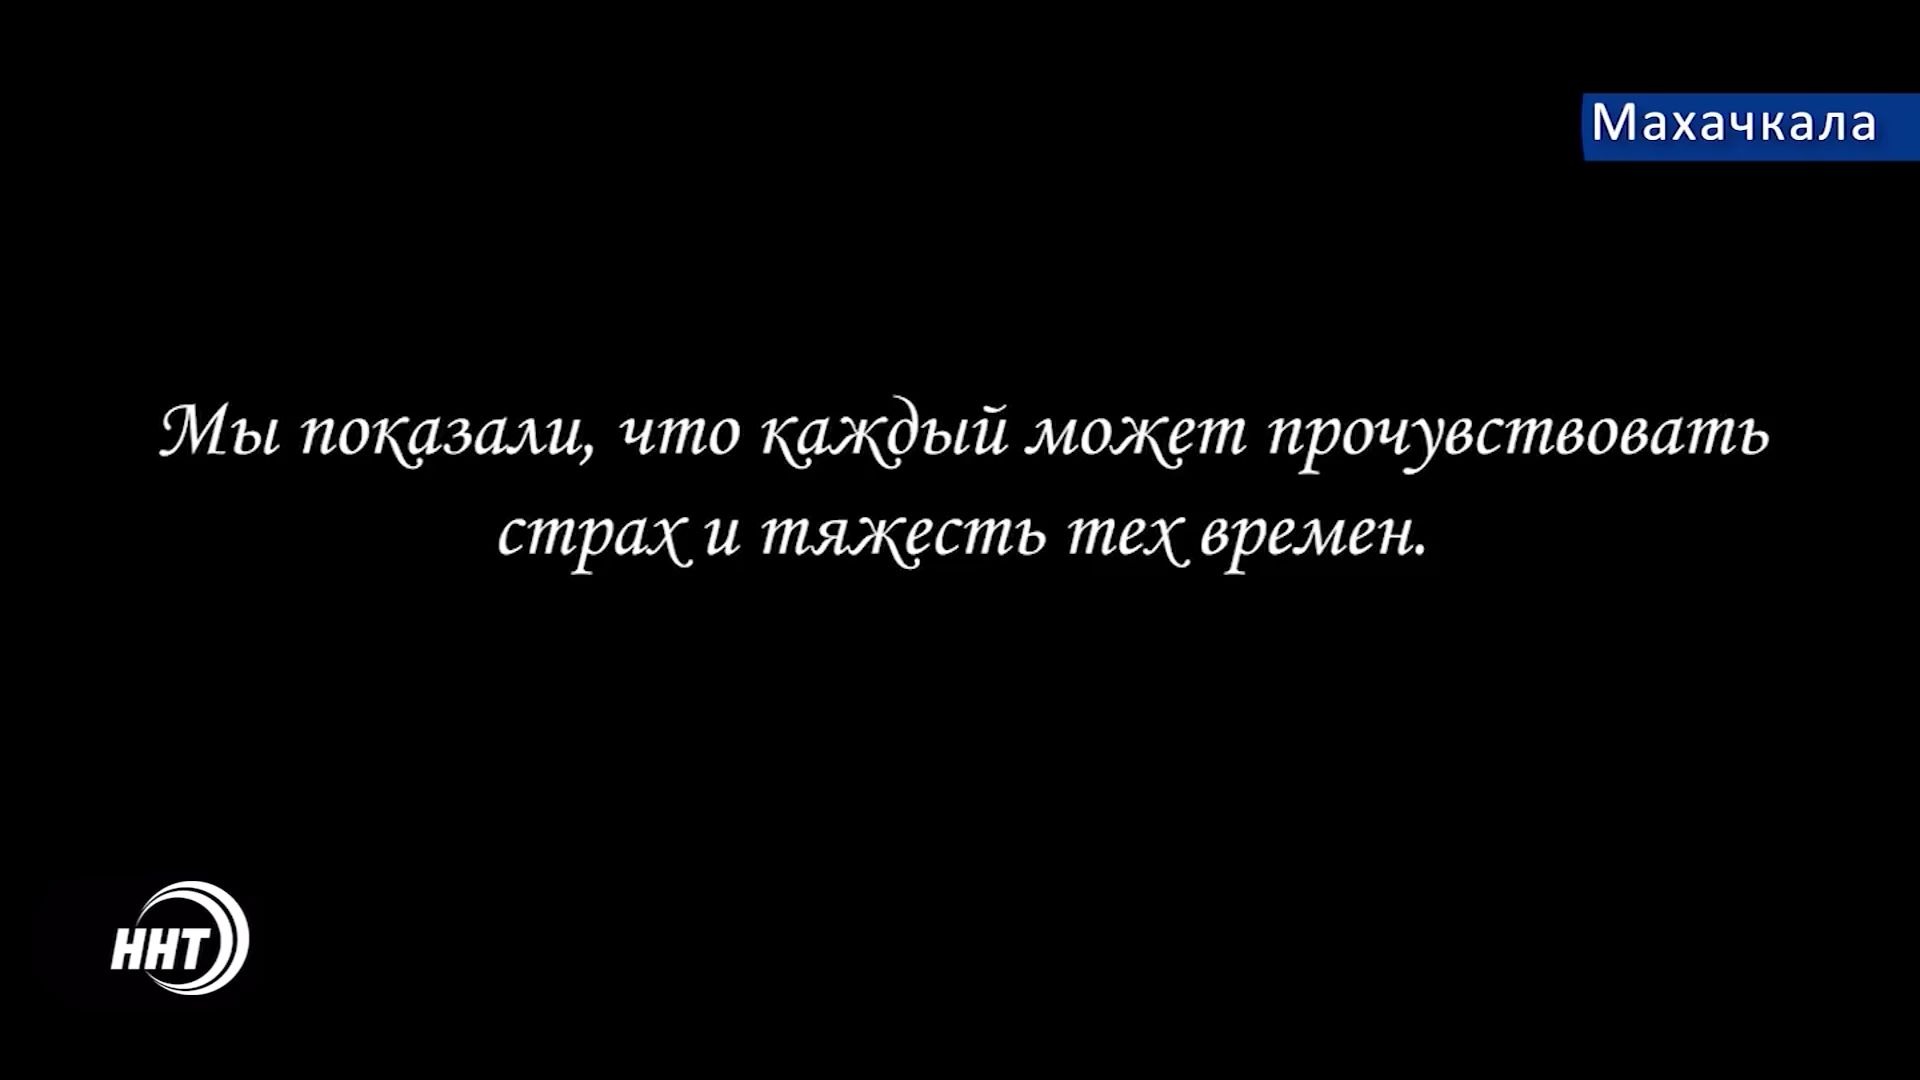 Махачкала
Мы показали, что каждый может прочувствовать
страх и тяжесть тех времен.
ННТ